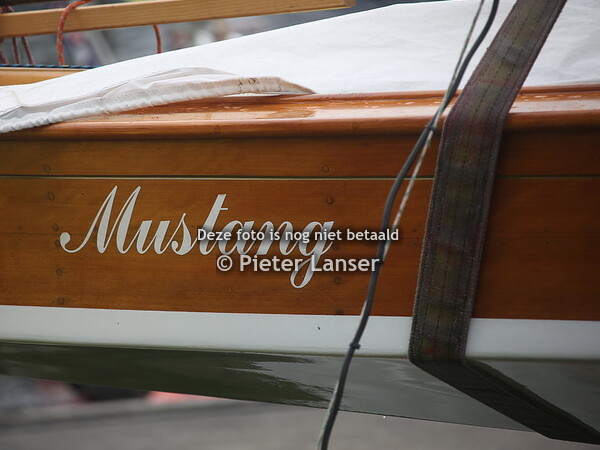 Mustang
Deze foto is nog niet betaald
© Pieter Lanser